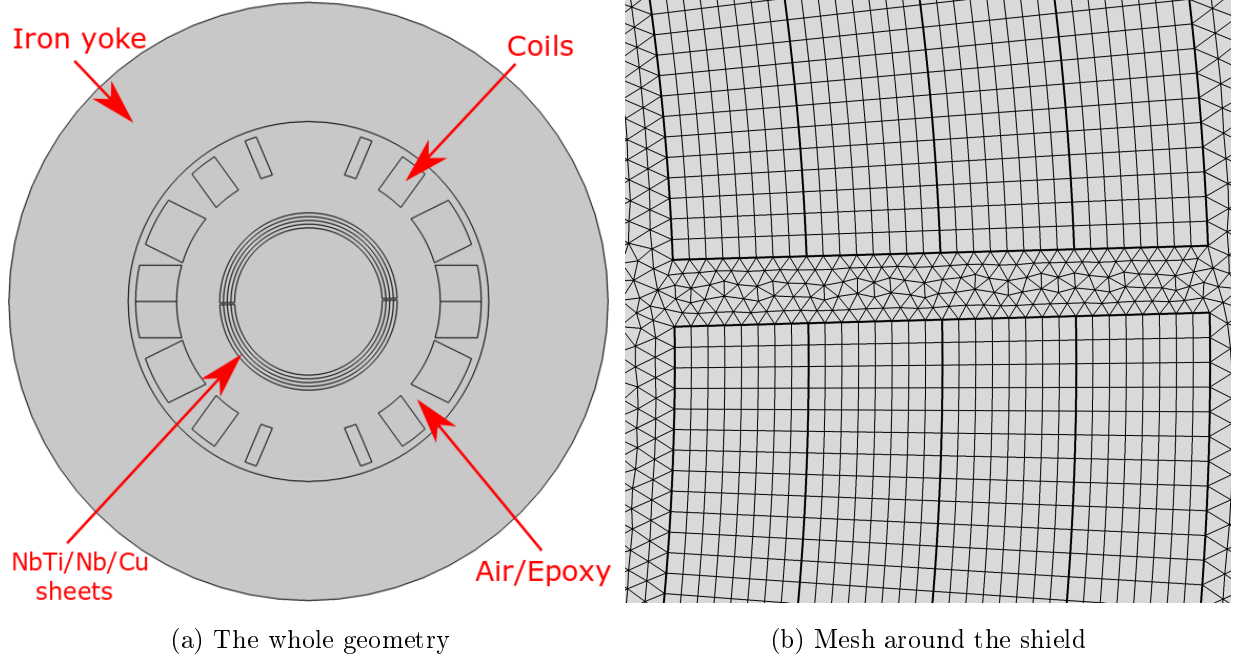 Iron yoke
Coils
NbTi/Nb/Cu
sheets
Air/Epoxy
(a) The whole geometry
(b) Mesh around the shield